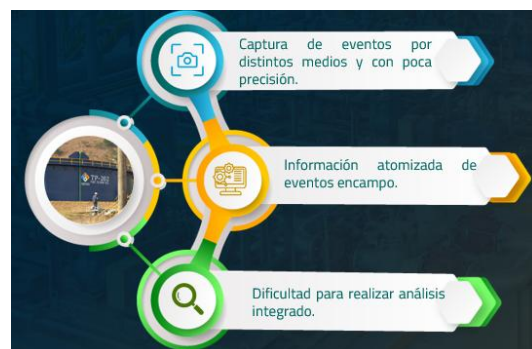 Captura de eventos por
distintos medios y con poca
precisión.
Información atomizada de
eventos encampo.
Dificultad para realizar análisis
integrado.